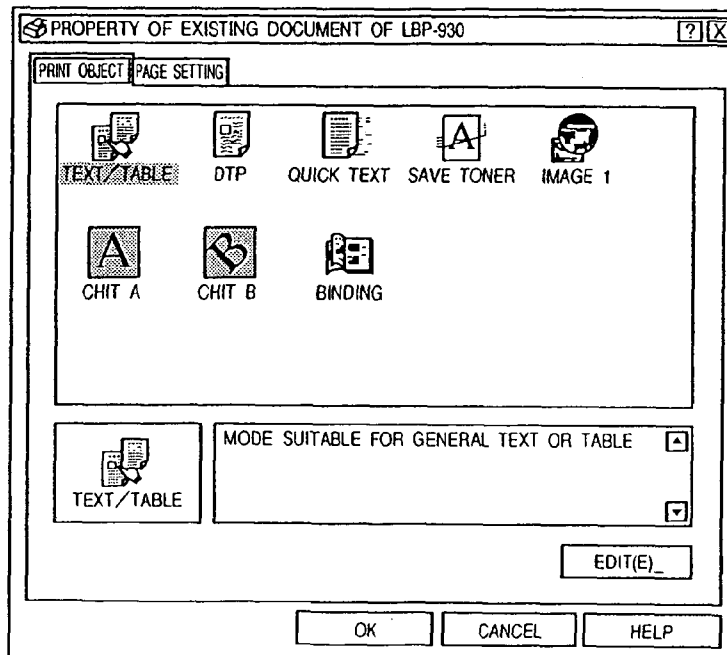 PROPERTY OF EXISTING DOCUMENT OF LBP-930 ? X
PRINT OBJECT PAGE SETTING
TEXT/TABLE DTP QUICK TEXT SAVE TONER IMAGE 1
CHIT A CHIT B BINDING
MODE SUITABLE FOR GENERAL TEXT OR TABLE
TEXT/TABLE
EDIT(E)_
OK CANCEL HELP